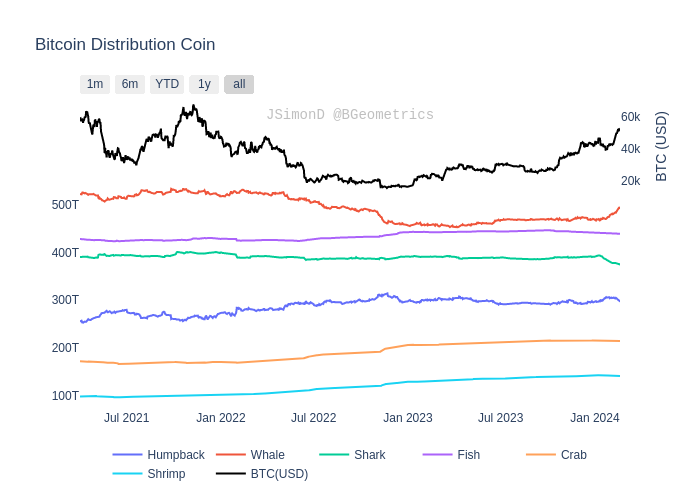 Bitcoin Distribution Coin
1m 6m YTD 1y all
JSimonD @BGeometrics
60k
40k
20k
BTC (USD)
500T
400T
300T
200T
100T
Jul 2021 Jan 2022 Jul 2022 Jan 2023 Jul 2023 Jan 2024
Humpback Whale Shark Fish Crab
Shrimp BTC(USD)